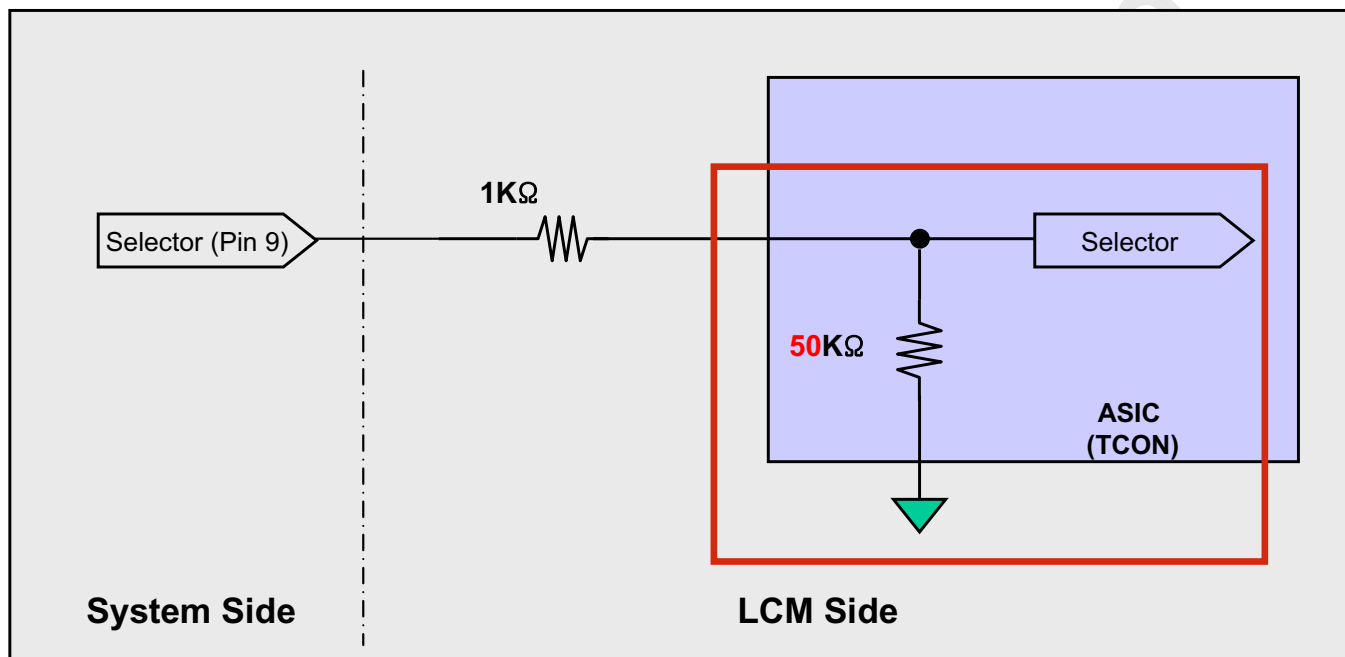 1KΩ
Selector (Pin 9)
Selector
50KΩ
ASIC
(TCON)
System Side
LCM Side